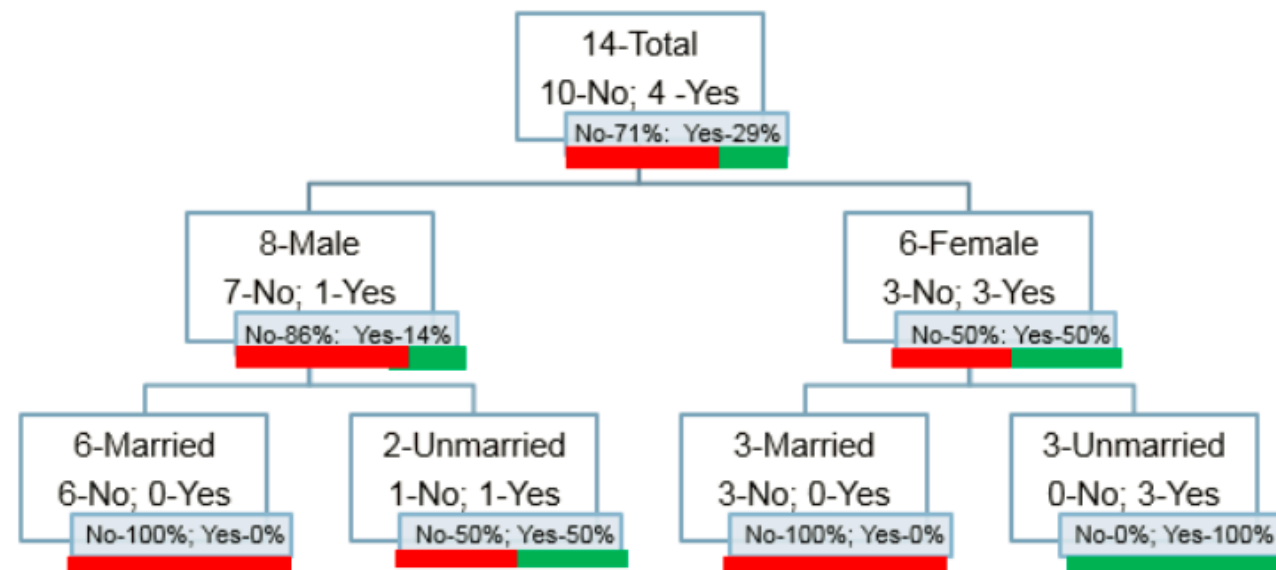 14-Total
10-No; 4 -Yes
No-71%: Yes-29%
8-Male
7-No; 1-Yes
No-86%: Yes-14%
6-Female
3-No; 3-Yes
No-50%: Yes-50%
6-Married
6-No; 0-Yes
No-100%; Yes-0%
2-Unmarried
1-No; 1-Yes
No-50%; Yes-50%
3-Married
3-No; 0-Yes
No-100%; Yes-0%
3-Unmarried
0-No; 3-Yes
No-0%; Yes-100%